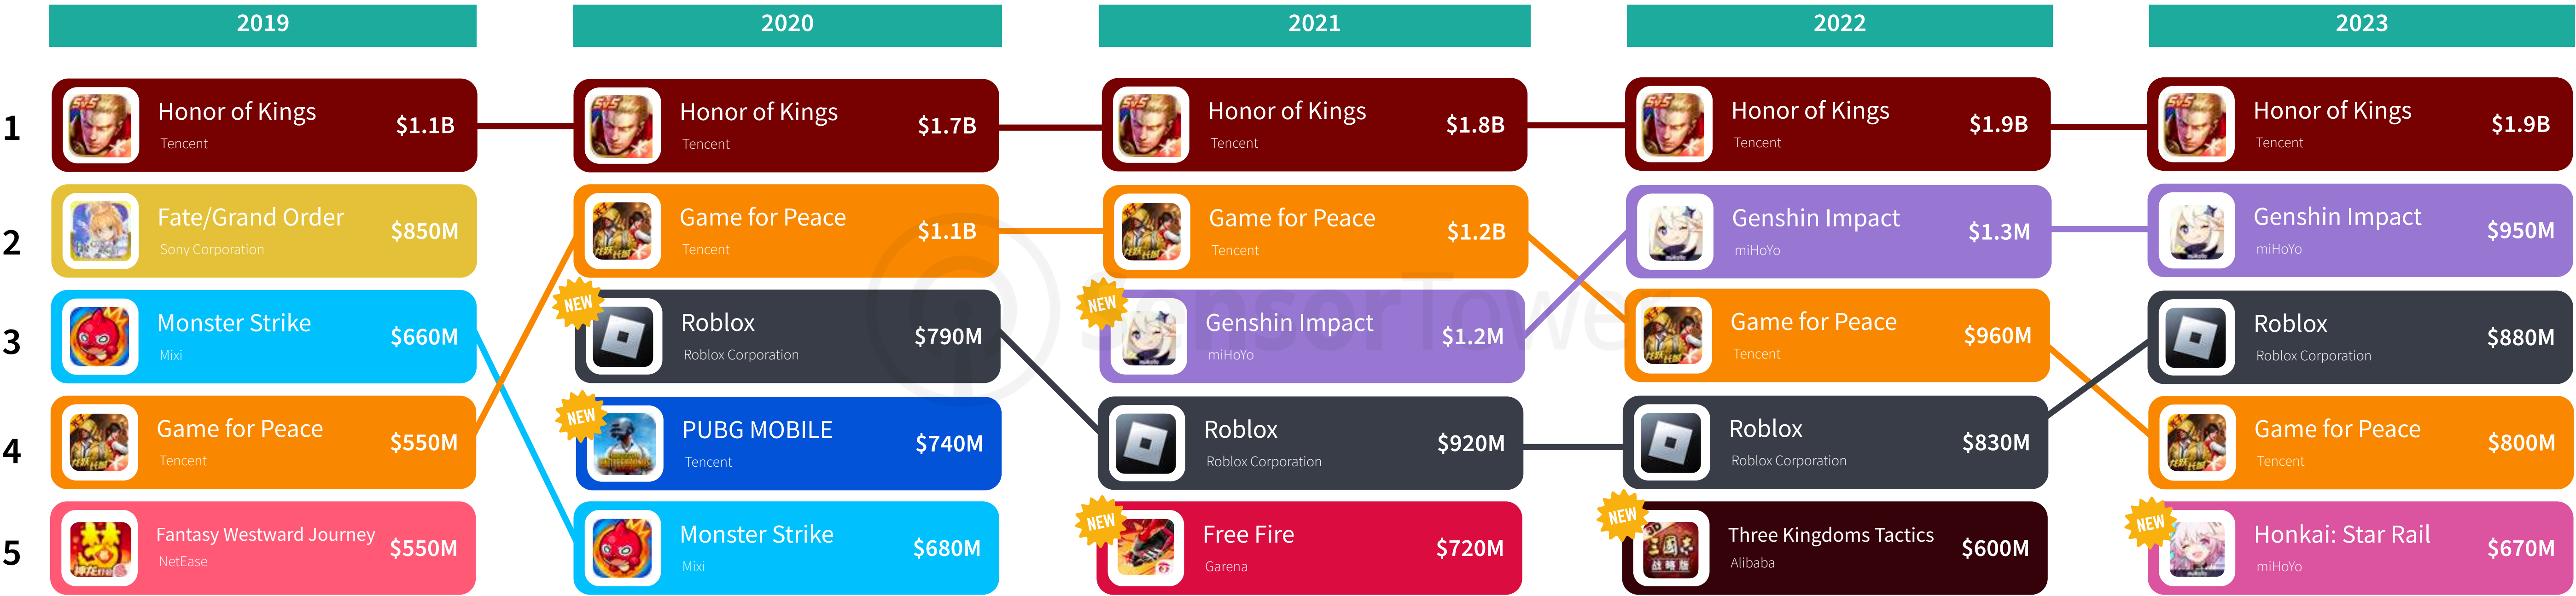 2019
2020
2021
2022
2023
1
Honor of Kings
Tencent
$1.1B
Honor of Kings
Tencent
$1.7B
Honor of Kings
Tencent
$1.8B
Honor of Kings
Tencent
$1.9B
Honor of Kings
Tencent
$1.9B
2
Fate/Grand Order
Sony Corporation
$850M
Game for Peace
Tencent
$1.1B
Game for Peace
Tencent
$1.2B
Genshin Impact
miHoYo
$1.3M
Genshin Impact
miHoYo
$950M
3
Monster Strike
Mixi
$660M
NEW
Roblox
Roblox Corporation
$790M
NEW
Genshin Impact
miHoYo
$1.2M
Game for Peace
Tencent
$960M
Roblox
Roblox Corporation
$880M
4
Game for Peace
Tencent
$550M
NEW
PUBG MOBILE
Tencent
$740M
Roblox
Roblox Corporation
$920M
Roblox
Roblox Corporation
$830M
Game for Peace
Tencent
$800M
5
Fantasy Westward Journey
NetEase
$550M
Monster Strike
Mixi
$680M
NEW
Free Fire
Garena
$720M
NEW
Three Kingdoms Tactics
Alibaba
$600M
NEW
Honkai: Star Rail
miHoYo
$670M
SensorTower